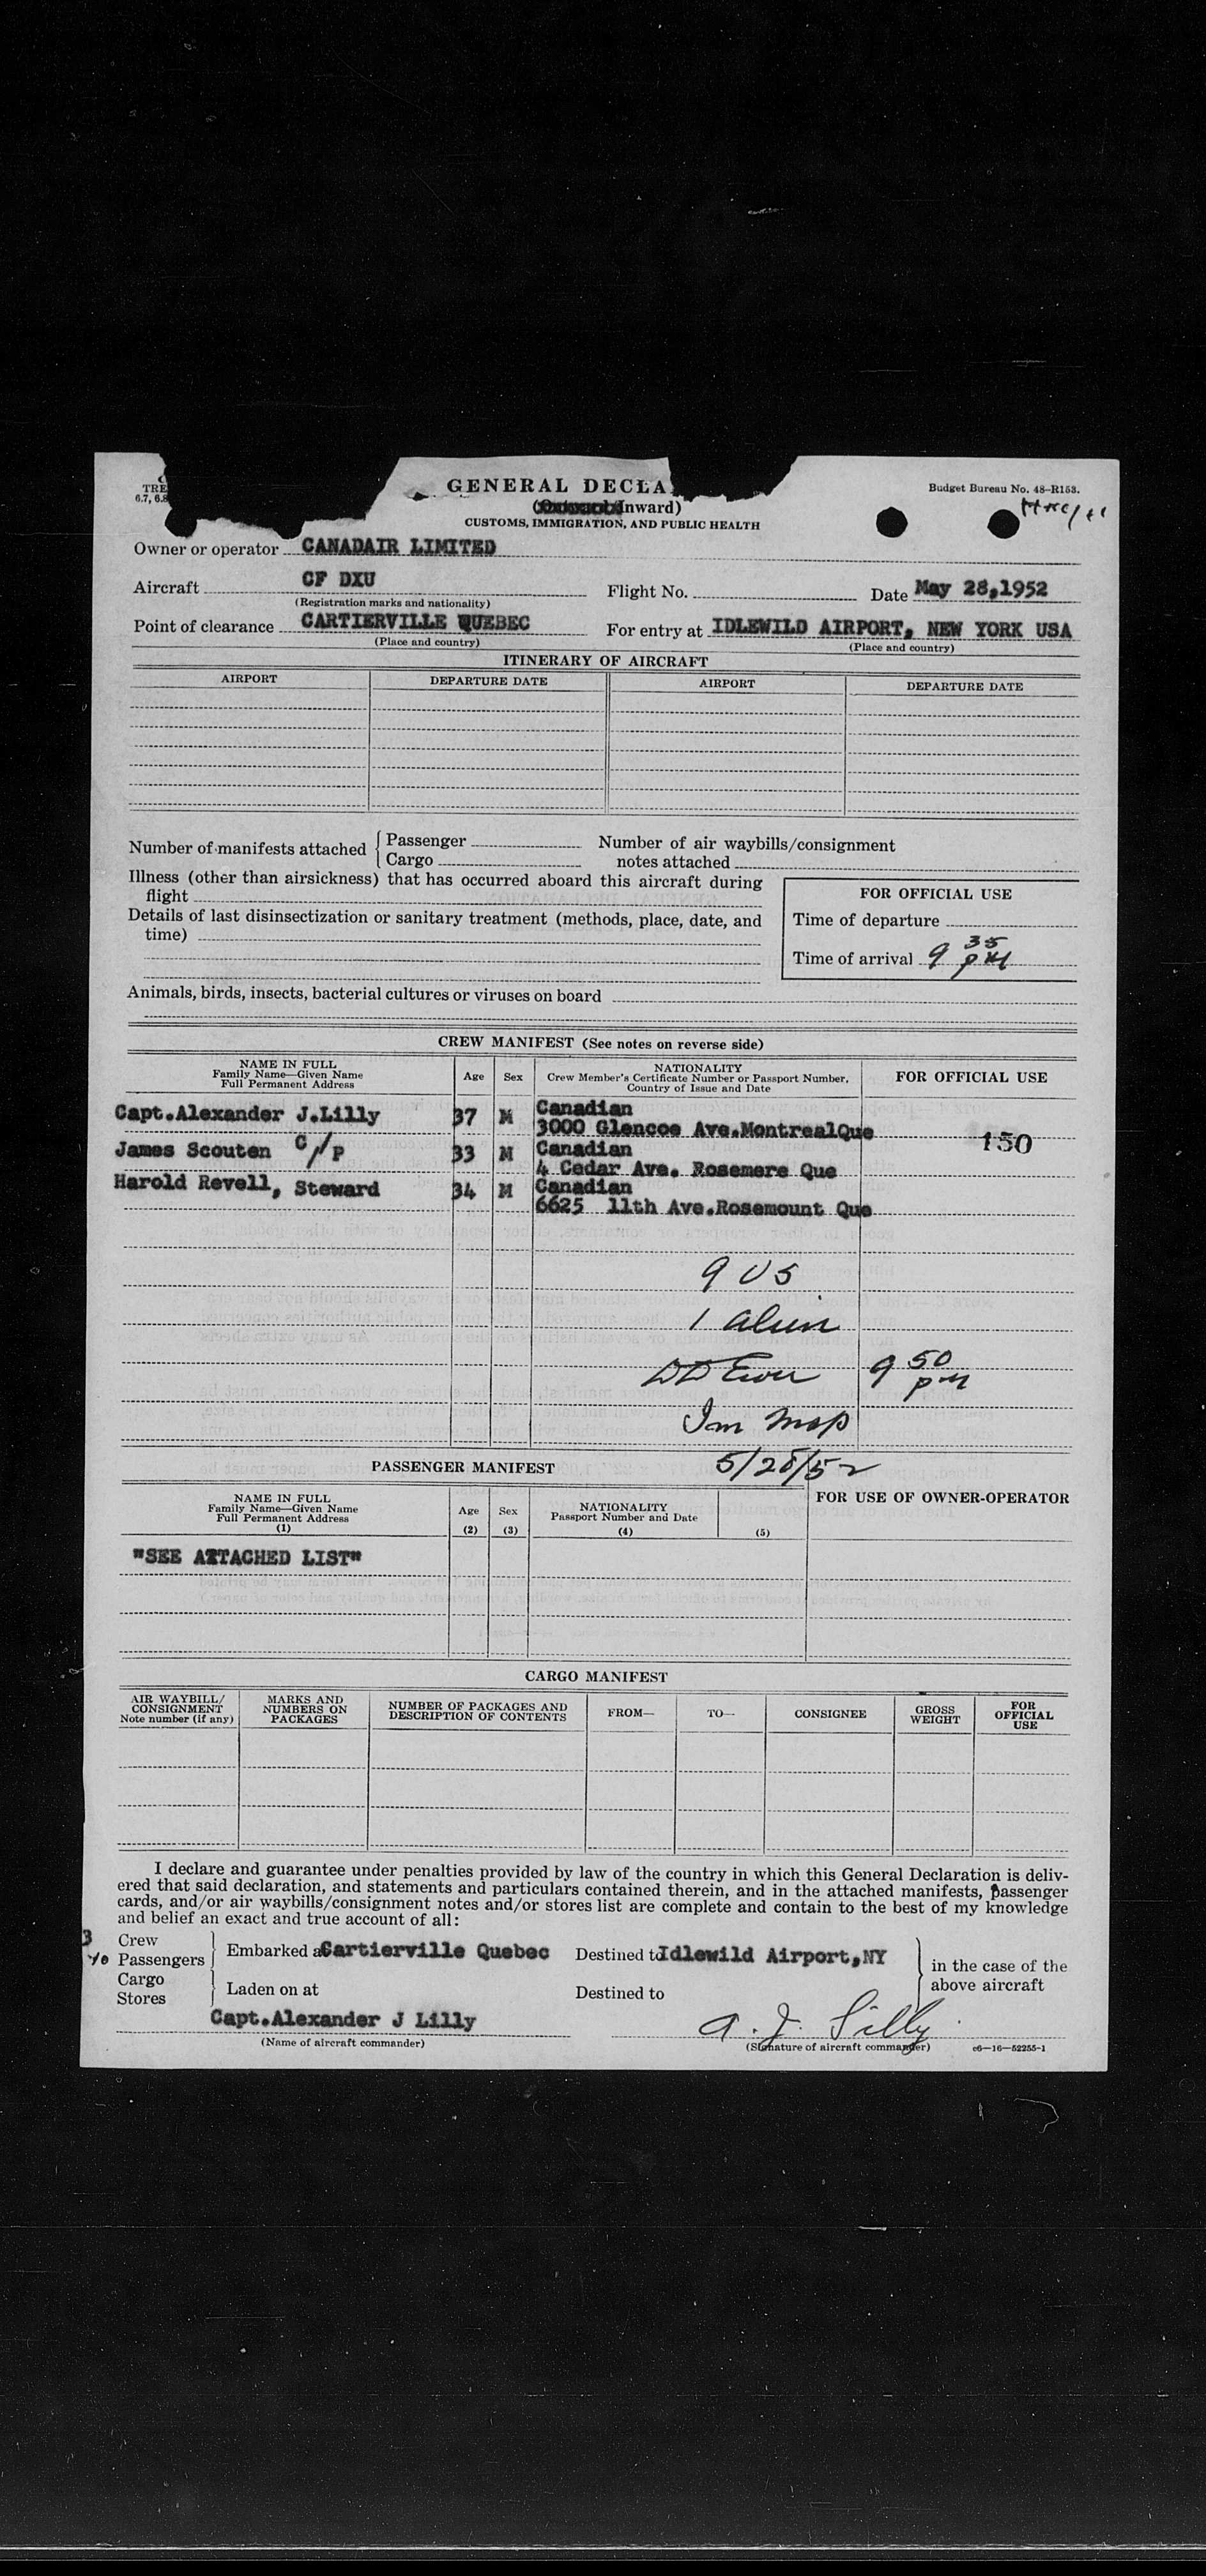 GENERAL DECLA
TRE
6.7, 6.8
Budget Bureau No. 48-R153.
Inward)
CUSTOMS, IMMIGRATION, AND PUBLIC HEALTH
Owner or operator CANADAIR LIMITED
Aircraft CF DXU Flight No. Date May 28,1952
(Registration marks and nationality)
Point of clearance CARTIERVILLE QUEBEC For entry at IDLEWILD AIRPORT, NEW YORK USA
(Place and country) (Place and country)
ITINERARY OF AIRCRAFT
AIRPORT DEPARTURE DATE AIRPORT DEPARTURE DATE
Number of manifests attached { Passenger Number of air waybills/consignment
Cargo notes attached
Illness (other than airsickness) that has occurred aboard this aircraft during
flight
Details of last disinsectization or sanitary treatment (methods, place, date, and
time)
FOR OFFICIAL USE
Time of departure
Time of arrival 9 35 PM
Animals, birds, insects, bacterial cultures or viruses on board
CREW MANIFEST (See notes on reverse side)
NAME IN FULL
Family Name—Given Name
Full Permanent Address
Age Sex
NATIONALITY
Crew Member's Certificate Number or Passport Number,
Country of Issue and Date
FOR OFFICIAL USE
Capt.Alexander J.Lilly 37 M Canadian
3000 Glencoe Ave.MontrealQue
150
James Scouten C/P 33 M Canadian
4 Cedar Ave. Rosemere Que
Harold Revell, Steward 34 M Canadian
6625 11th Ave.Rosemount Que
9 US
1 alien
9 50 pm
Im Insp
5/28/52
PASSENGER MANIFEST
NAME IN FULL
Family Name—Given Name
Full Permanent Address
(1)
Age
(2)
Sex
(3)
NATIONALITY
Passport Number and Date
(4) (5)
FOR USE OF OWNER-OPERATOR
"SEE ATTACHED LIST"
CARGO MANIFEST
AIR WAYBILL/
CONSIGNMENT
Note number (if any)
MARKS AND
NUMBERS ON
PACKAGES
NUMBER OF PACKAGES AND
DESCRIPTION OF CONTENTS
FROM—
TO—
CONSIGNEE
GROSS
WEIGHT
FOR
OFFICIAL
USE
I declare and guarantee under penalties provided by law of the country in which this General Declaration is deliv-
ered that said declaration, and statements and particulars contained therein, and in the attached manifests, passenger
cards, and/or air waybills/consignment notes and/or stores list are complete and contain to the best of my knowledge
and belief an exact and true account of all:
3 Crew
10 Passengers } Embarked a Cartierville Quebec Destined to Idlewild Airport,NY
Cargo
Stores } Laden on at Destined to
in the case of the
above aircraft
Capt.Alexander J Lilly A. J. Lilly
(Name of aircraft commander) (Signature of aircraft commander) c6—16—52255-1